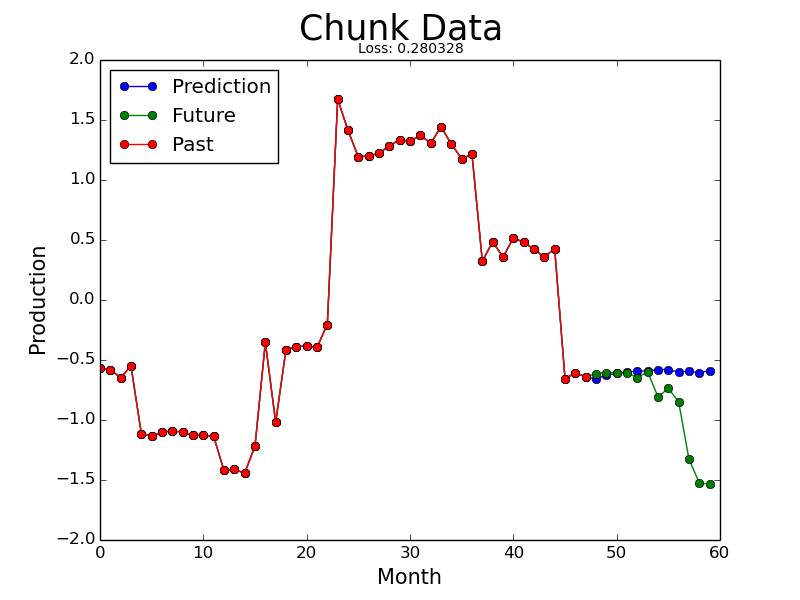 Chunk Data
Loss: 0.280328
Prediction
Future
Past
Production
2.0
1.5
1.0
0.5
0.0
−0.5
−1.0
−1.5
−2.0
0 10 20 30 40 50 60
Month